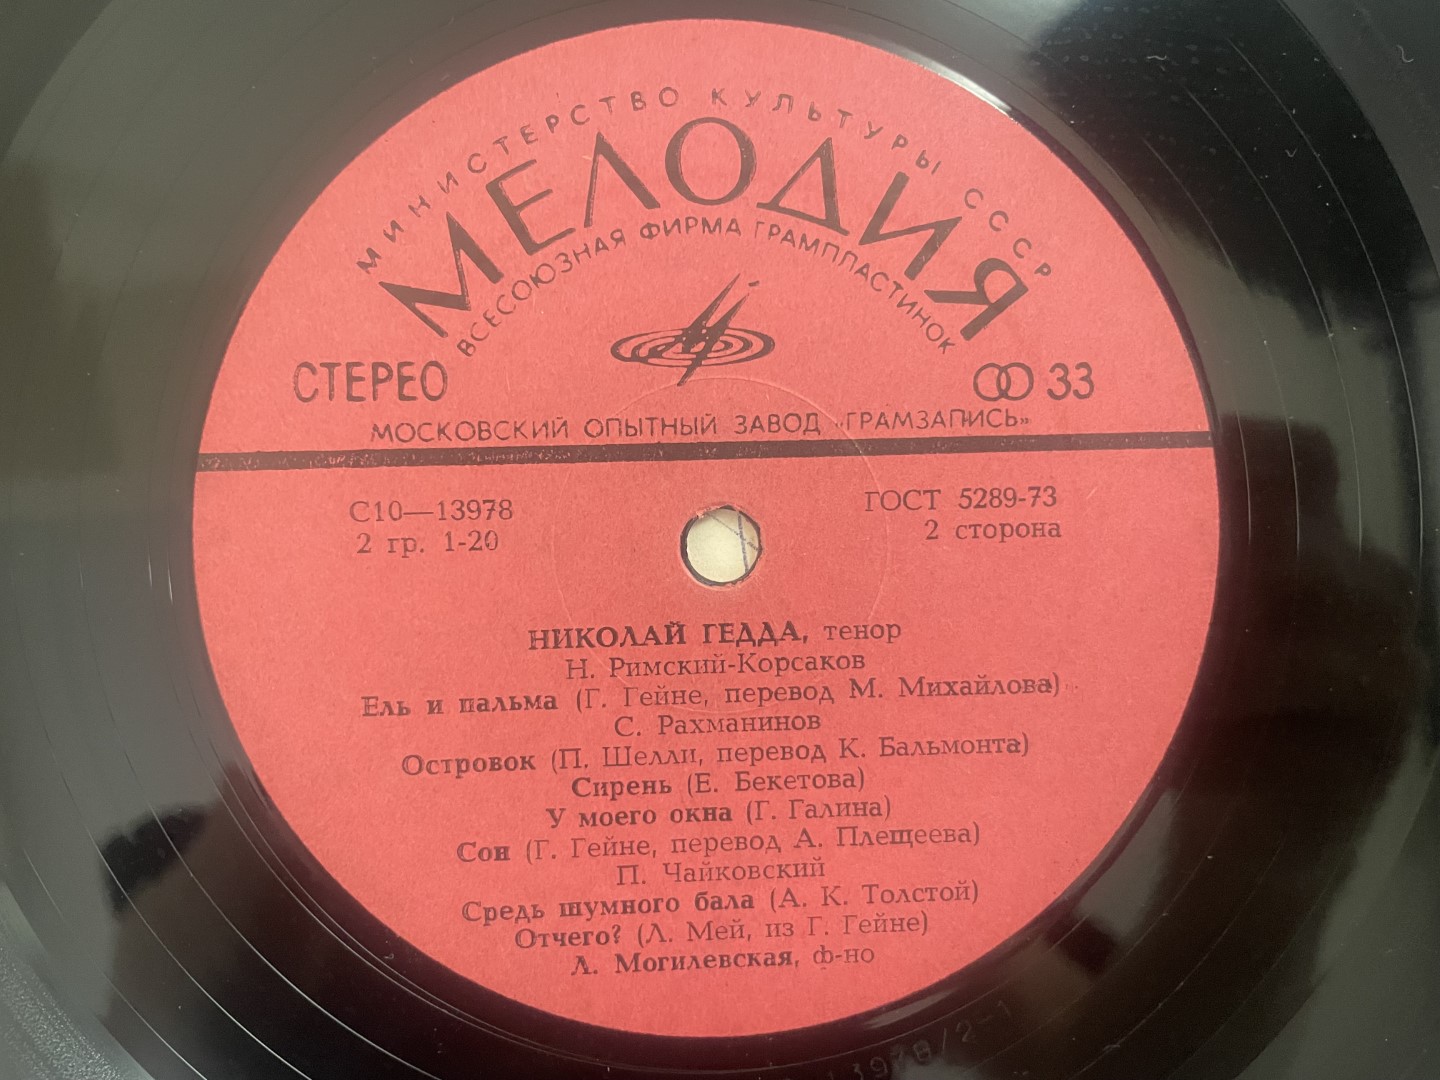 МИНИСТЕРСТВО КУЛЬТУРЫ СССР
МЕЛОДИЯ
ВСЕСОЮЗНАЯ ФИРМА ГРАМПЛАСТИНОК
СТЕРЕО
33
МОСКОВСКИЙ ОПЫТНЫЙ ЗАВОД «ГРАМЗАПИСЬ»
С10—13978
ГОСТ 5289-73
2 гр. 1-20
2 сторона
НИКОЛАЙ ГЕДДА, тенор
Н. Римский-Корсаков
Ель и пальма (Г. Гейне, перевод М. Михайлова)
С. Рахманинов
Островок (П. Шелли, перевод К. Бальмонта)
Сирень (Е. Бекетова)
У моего окна (Г. Галина)
Сон (Г. Гейне, перевод А. Плещеева)
П. Чайковский
Средь шумного бала (А. К. Толстой)
Отчего? (Л. Мей, из Г. Гейне)
Л. Могилевская, ф-но
13978/2-1